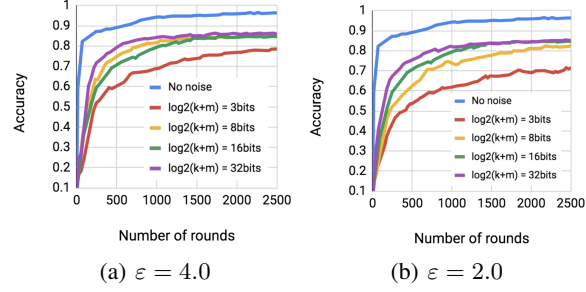 1
0.9
0.8
0.7
0.6
0.5
0.4
0.3
0.2
0.1
Accuracy
No noise
log2(k+m) = 3bits
log2(k+m) = 8bits
log2(k+m) = 16bits
log2(k+m) = 32bits
0 500 1000 1500 2000 2500
Number of rounds
(a) ε = 4.0
1
0.9
0.8
0.7
0.6
0.5
0.4
0.3
0.2
0.1
Accuracy
No noise
log2(k+m) = 3bits
log2(k+m) = 8bits
log2(k+m) = 16bits
log2(k+m) = 32bits
0 500 1000 1500 2000 2500
Number of rounds
(b) ε = 2.0